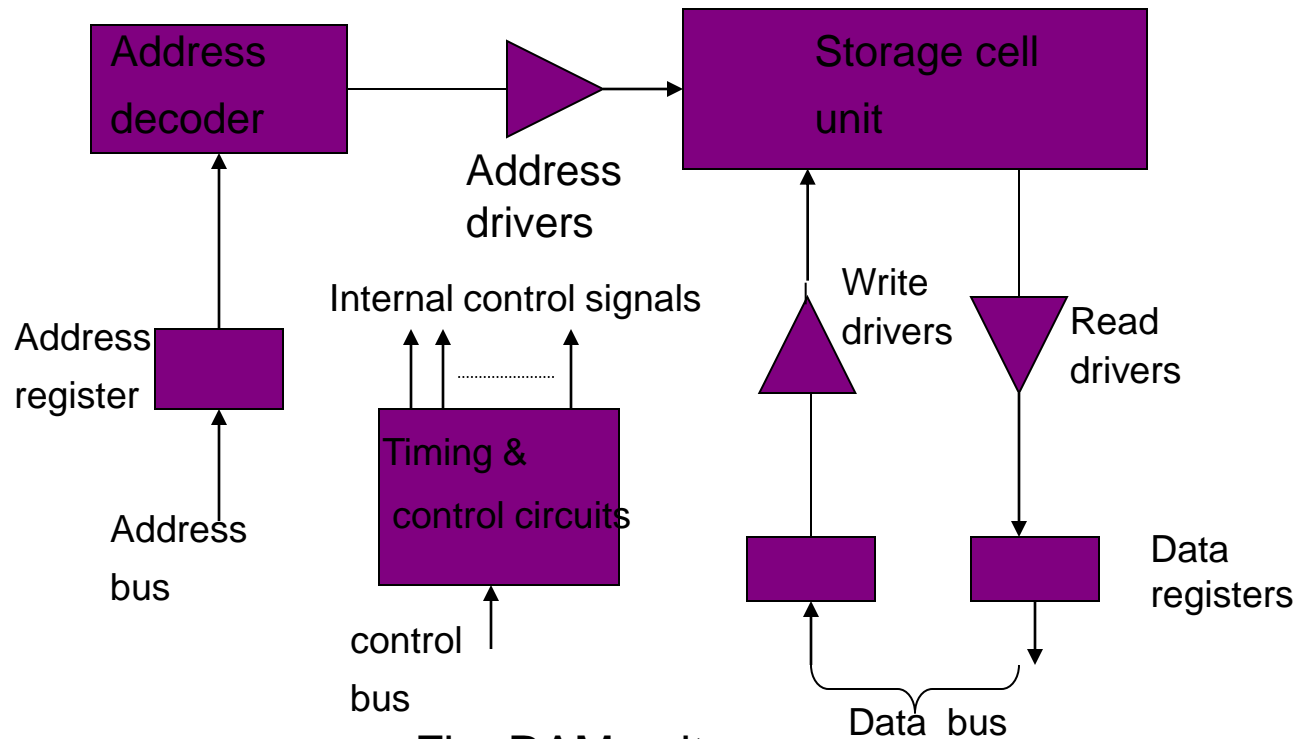 Address
decoder
Storage cell
unit
Address
drivers
Internal control signals
Write
drivers
Read
drivers
Address
register
Timing &
control circuits
Address
bus
Data
registers
control
bus
Data bus